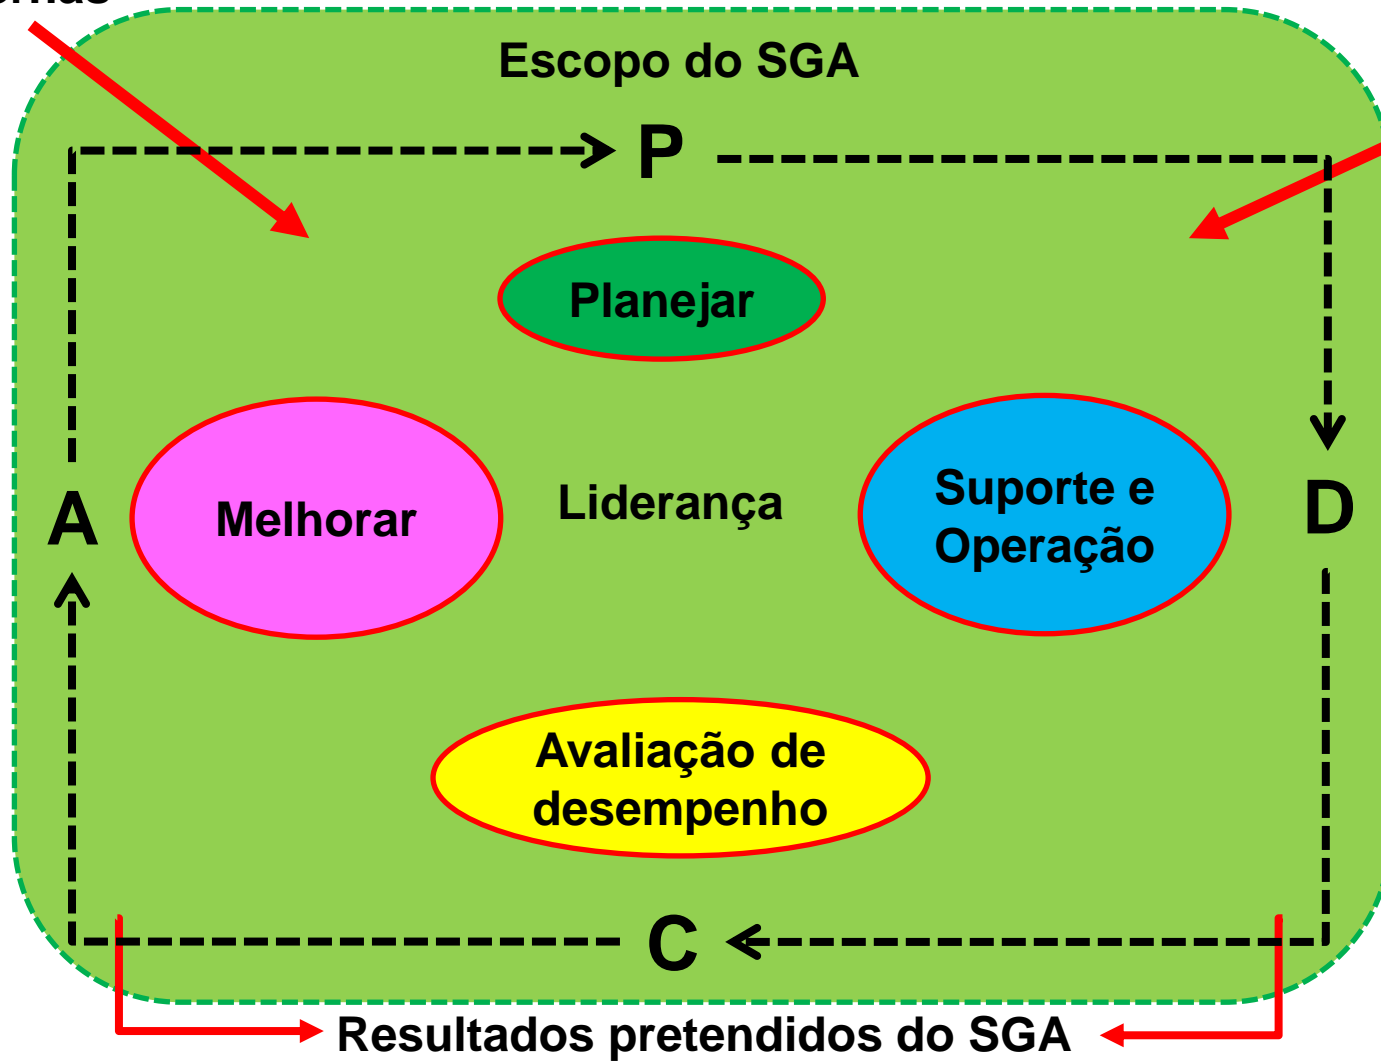 Escopo do SGA
P
Planejar
A
Melhorar
Liderança
Suporte e
Operação
D
Avaliação de
desempenho
C
Resultados pretendidos do SGA